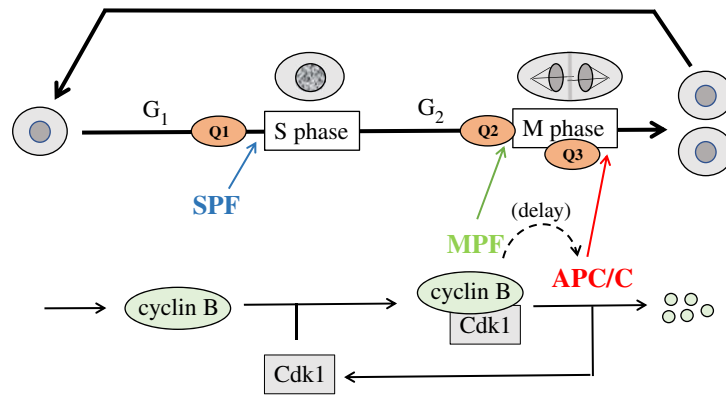 G1
Q1
S phase
G2
Q2
M phase
Q3
SPF
MPF
(delay)
APC/C
cyclin B
cyclin B
Cdk1
Cdk1